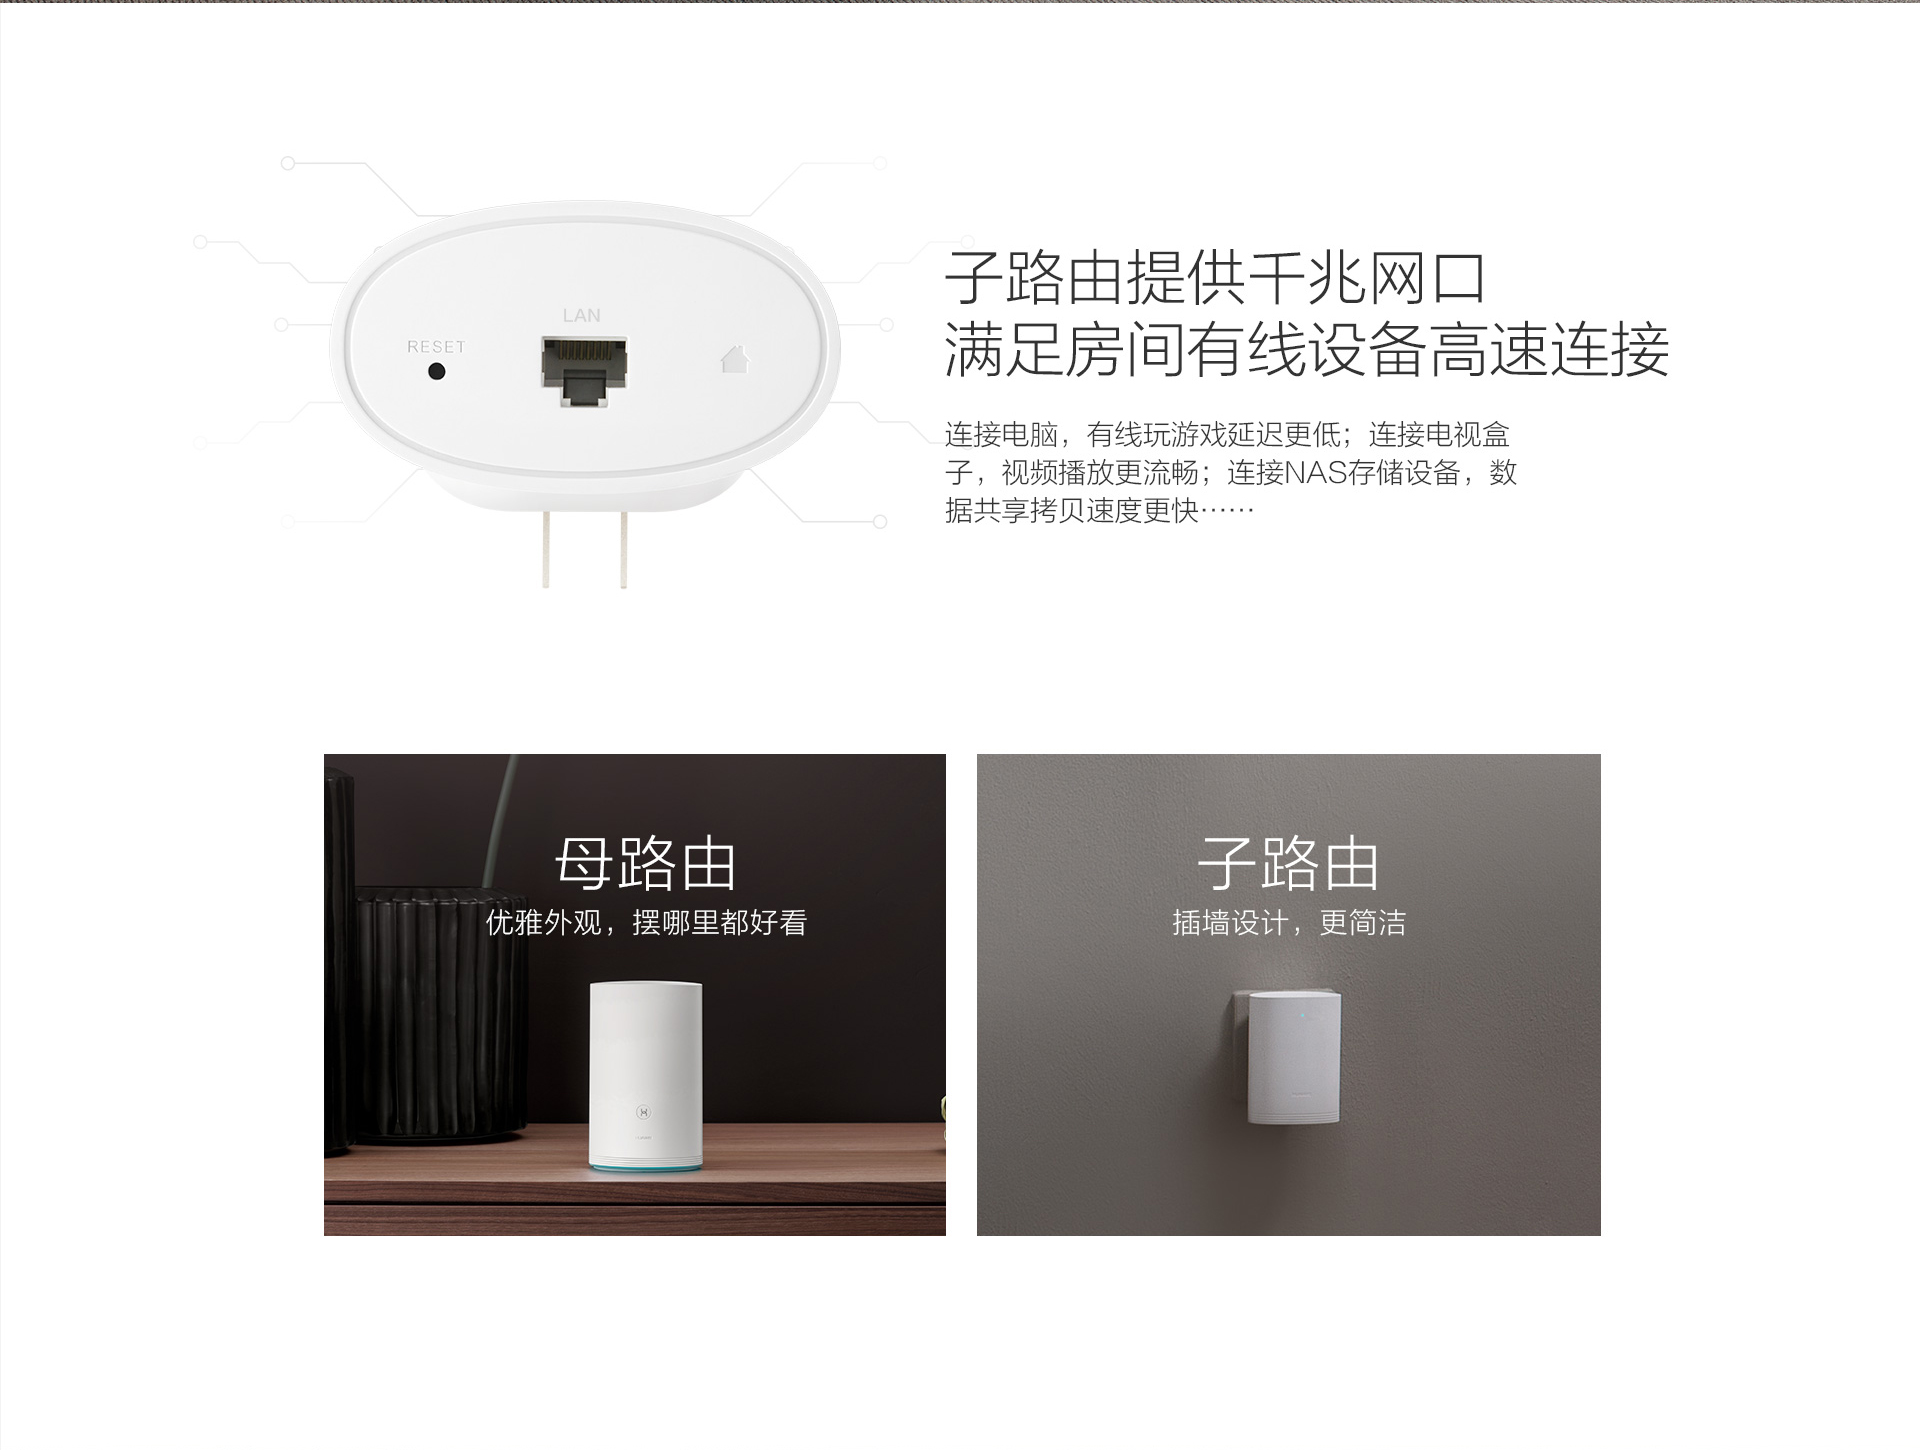 子路由提供千兆网口
满足房间有线设备高速连接
LAN
RESET
连接电脑，有线玩游戏延迟更低；连接电视盒
子，视频播放更流畅；连接NAS存储设备，数
据共享拷贝速度更快……
母路由
优雅外观，摆哪里都好看
子路由
插墙设计，更简洁